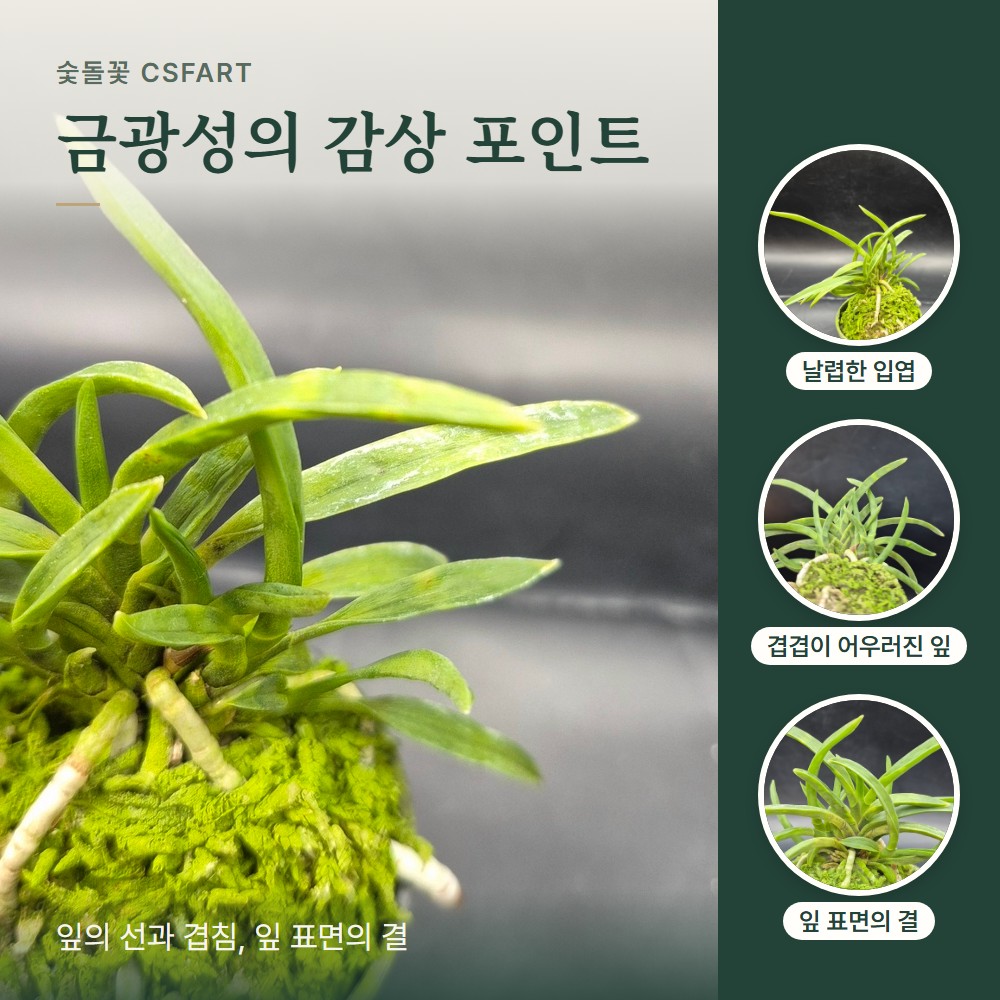 숯돌꽃 CSFART
금광성의 감상 포인트
날렵한 입엽
겹겹이 어우러진 잎
잎 표면의 결
잎의 선과 겹침, 잎 표면의 결